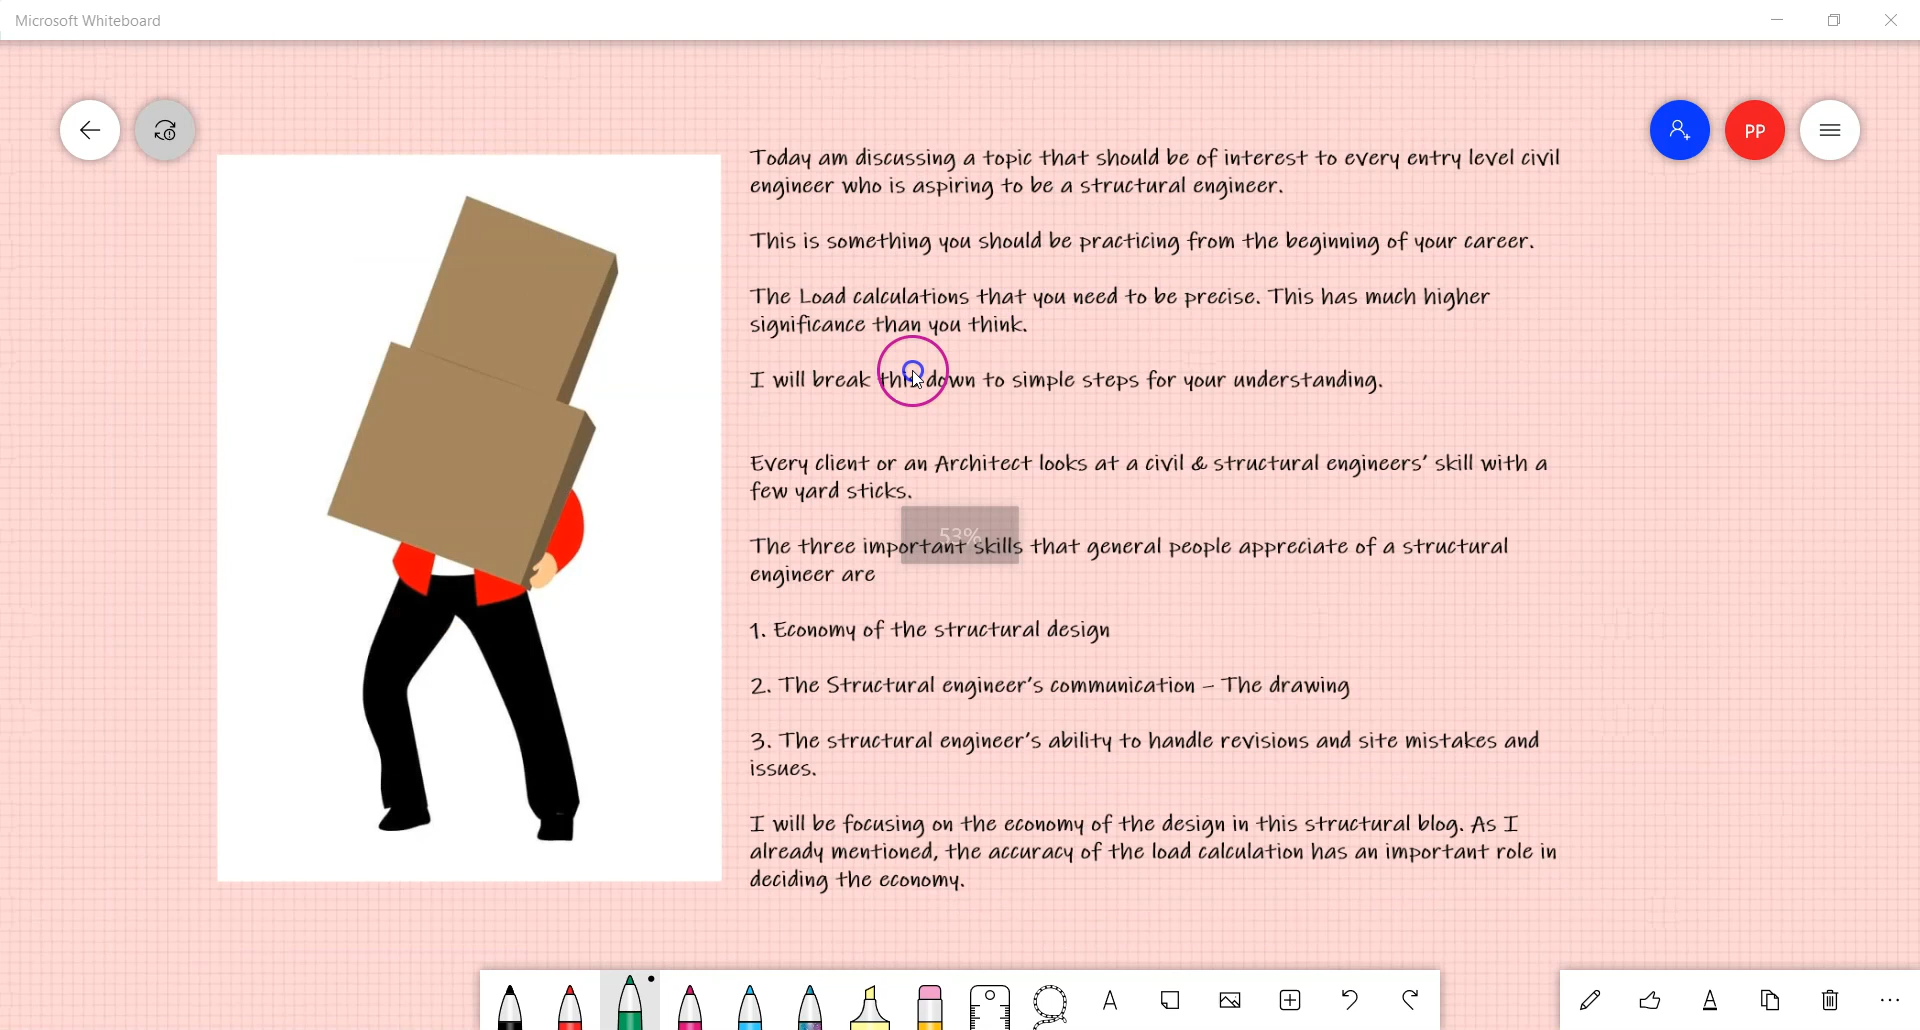 Microsoft Whiteboard
PP
Today am discussing a topic that should be of interest to every entry level civil
engineer who is aspiring to be a structural engineer.
This is something you should be practicing from the beginning of your career.
The Load calculations that you need to be precise. This has much higher
significance than you think.
I will break this down to simple steps for your understanding.
Every client or an Architect looks at a civil & structural engineers’ skill with a
few yard sticks.
53%
The three important skills that general people appreciate of a structural
engineer are
1. Economy of the structural design
2. The Structural engineer’s communication – The drawing
3. The structural engineer’s ability to handle revisions and site mistakes and
issues.
I will be focusing on the economy of the design in this structural blog. As I
already mentioned, the accuracy of the load calculation has an important role in
deciding the economy.